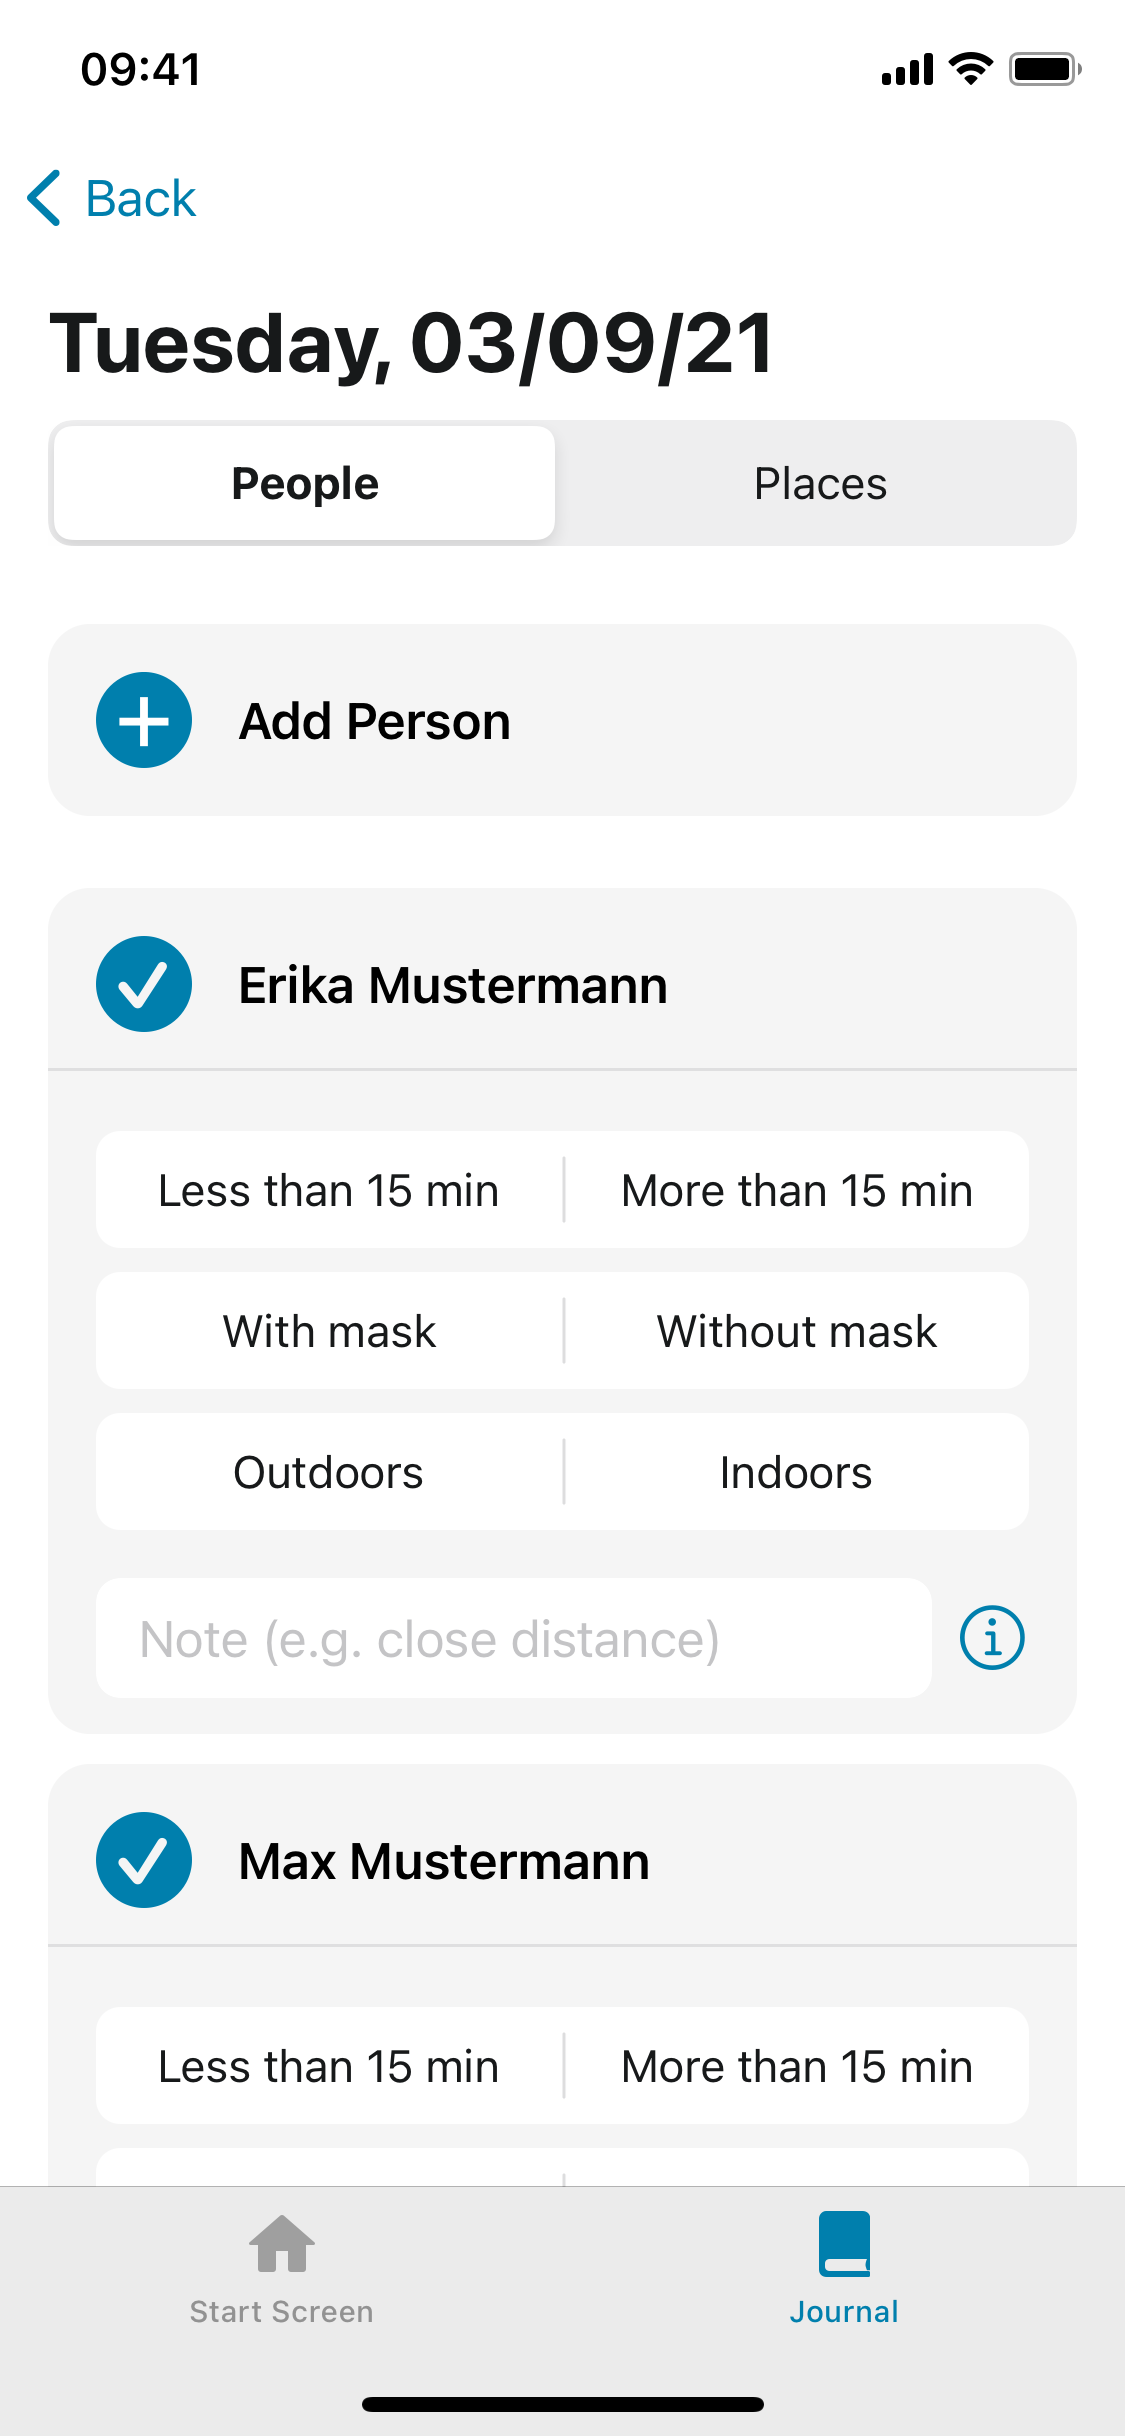 09:41
Back
Tuesday, 03/09/21
People Places
Add Person
Erika Mustermann
Less than 15 min More than 15 min
With mask Without mask
Outdoors Indoors
Note (e.g. close distance)
Max Mustermann
Less than 15 min More than 15 min
Start Screen Journal